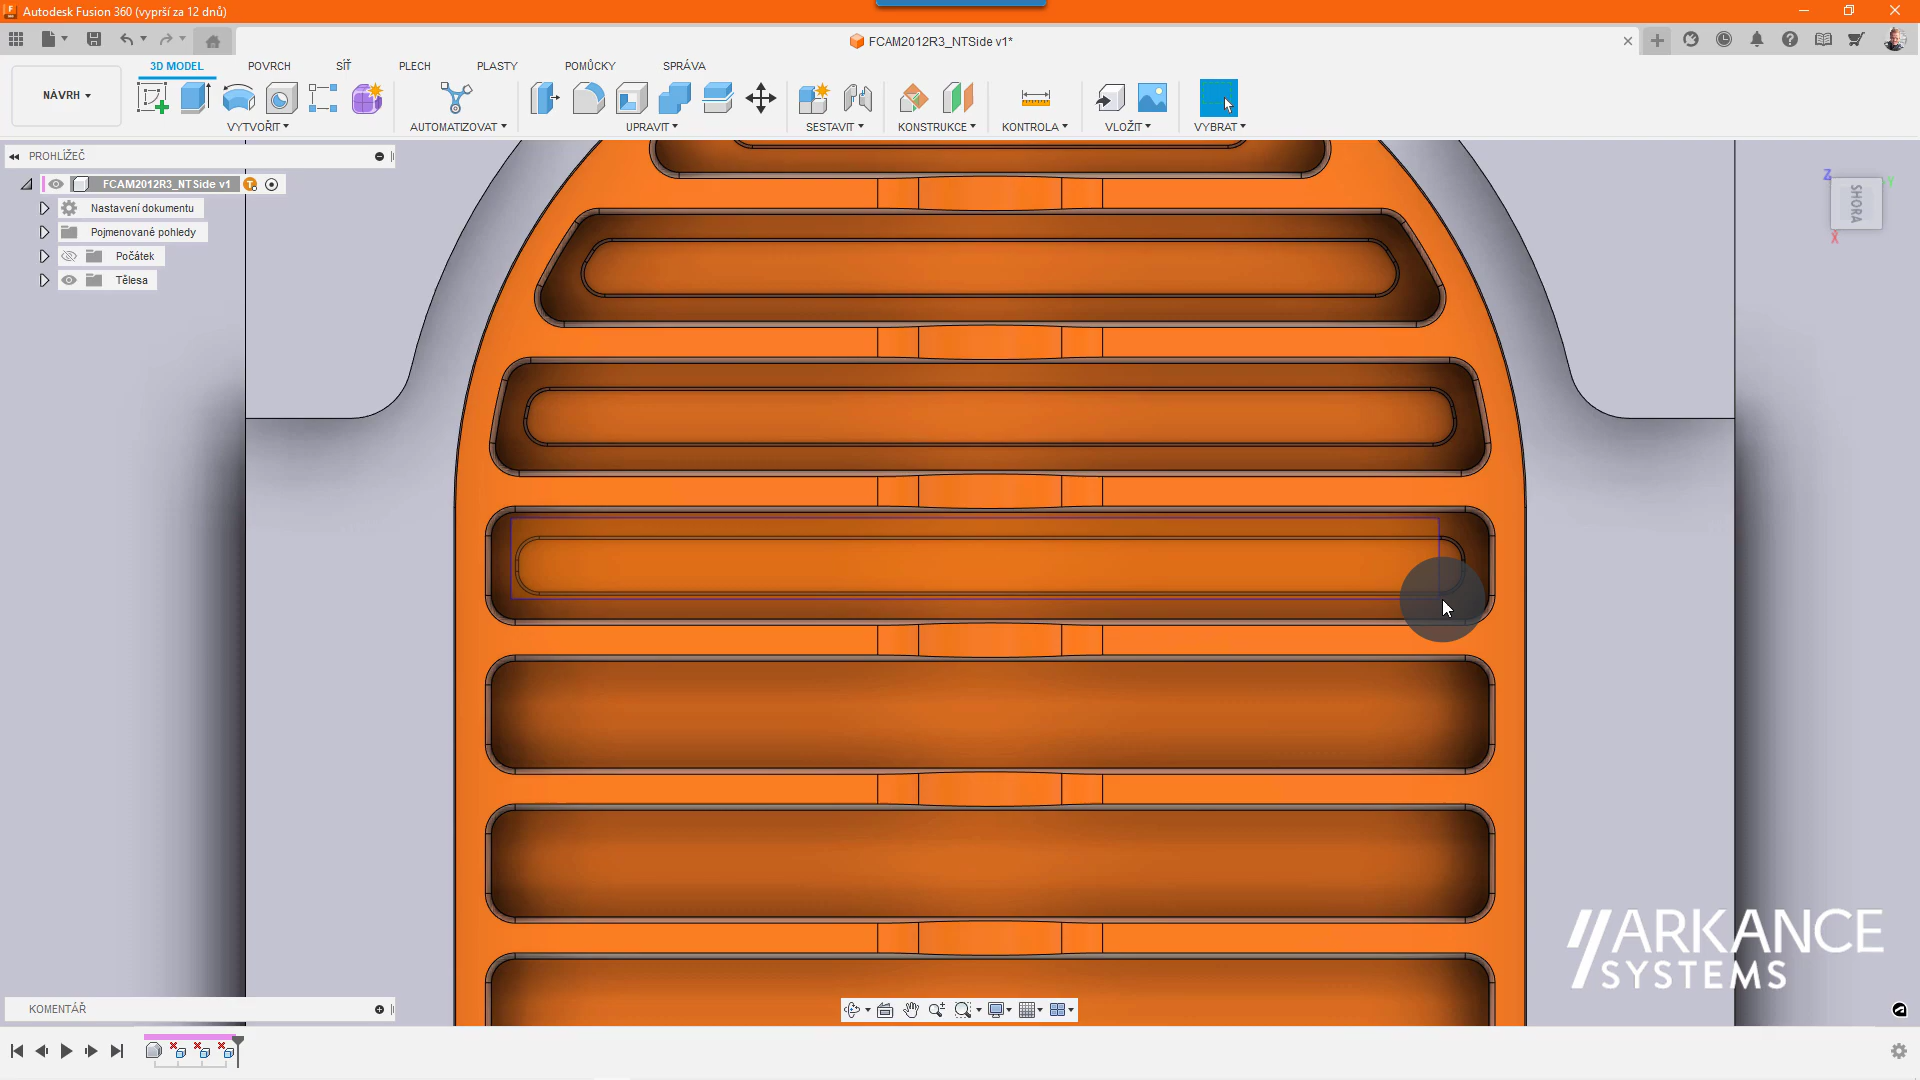 Autodesk Fusion 360 (vyprší za 12 dnů)
FCAM2012R3_NTSide v1*
NÁVRH
3D MODEL
POVRCH
SÍŤ
PLECH
PLASTY
POMŮCKY
SPRÁVA
VYTVOŘIT
AUTOMATIZOVAT
UPRAVIT
SESTAVIT
KONSTRUKCE
KONTROLA
VLOŽIT
VYBRAT
PROHLÍŽEČ
FCAM2012R3_NTSide v1
Nastavení dokumentu
Pojmenované pohledy
Počátek
Tělesa
Z
Y
SHORA
X
ARKANCE
SYSTEMS
KOMENTÁŘ